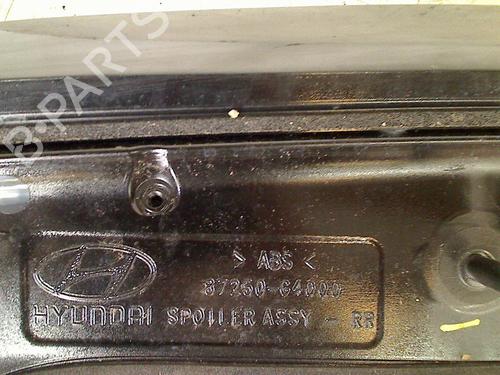 B-PARTS
> ABS <
87260-G4000
HYUNDAI SPOILER ASSY - RR